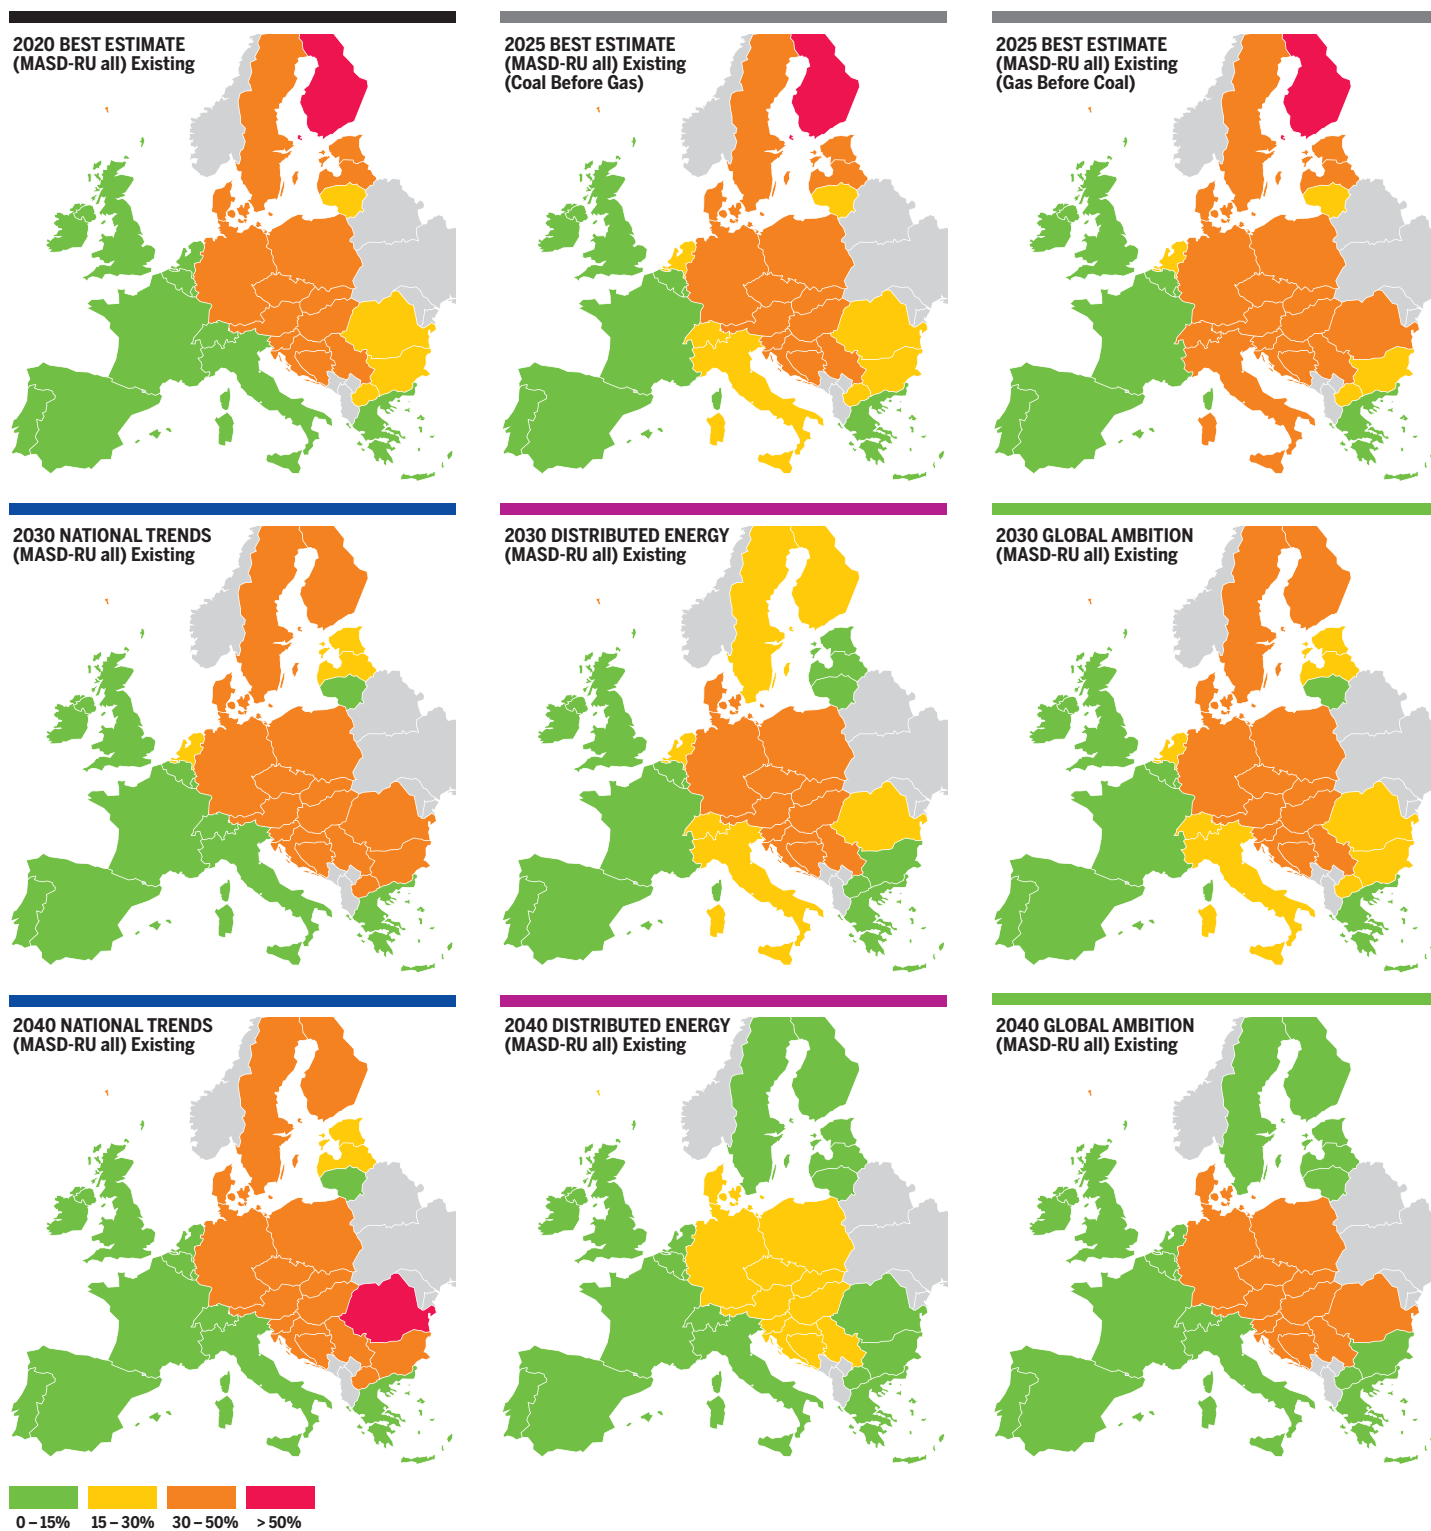 2020 BEST ESTIMATE
(MASD-RU all) Existing
2025 BEST ESTIMATE
(MASD-RU all) Existing
(Coal Before Gas)
2025 BEST ESTIMATE
(MASD-RU all) Existing
(Gas Before Coal)
2030 NATIONAL TRENDS
(MASD-RU all) Existing
2030 DISTRIBUTED ENERGY
(MASD-RU all) Existing
2030 GLOBAL AMBITION
(MASD-RU all) Existing
2040 NATIONAL TRENDS
(MASD-RU all) Existing
2040 DISTRIBUTED ENERGY
(MASD-RU all) Existing
2040 GLOBAL AMBITION
(MASD-RU all) Existing
0 – 15% 15 – 30% 30 – 50% > 50%